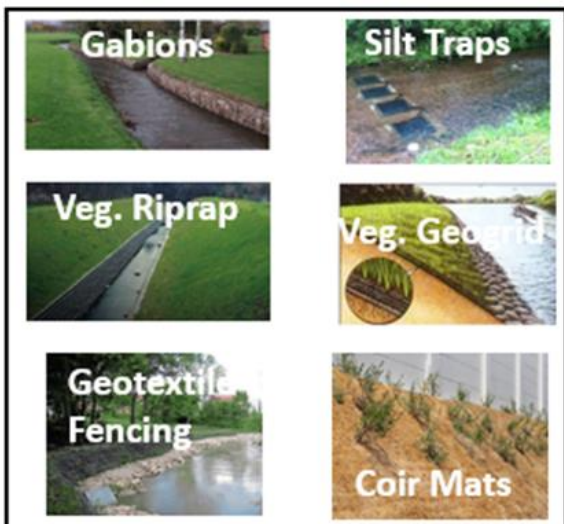 Gabions
Silt Traps
Veg. Riprap
Veg. Geogrid
Geotextile
Fencing
Coir Mats